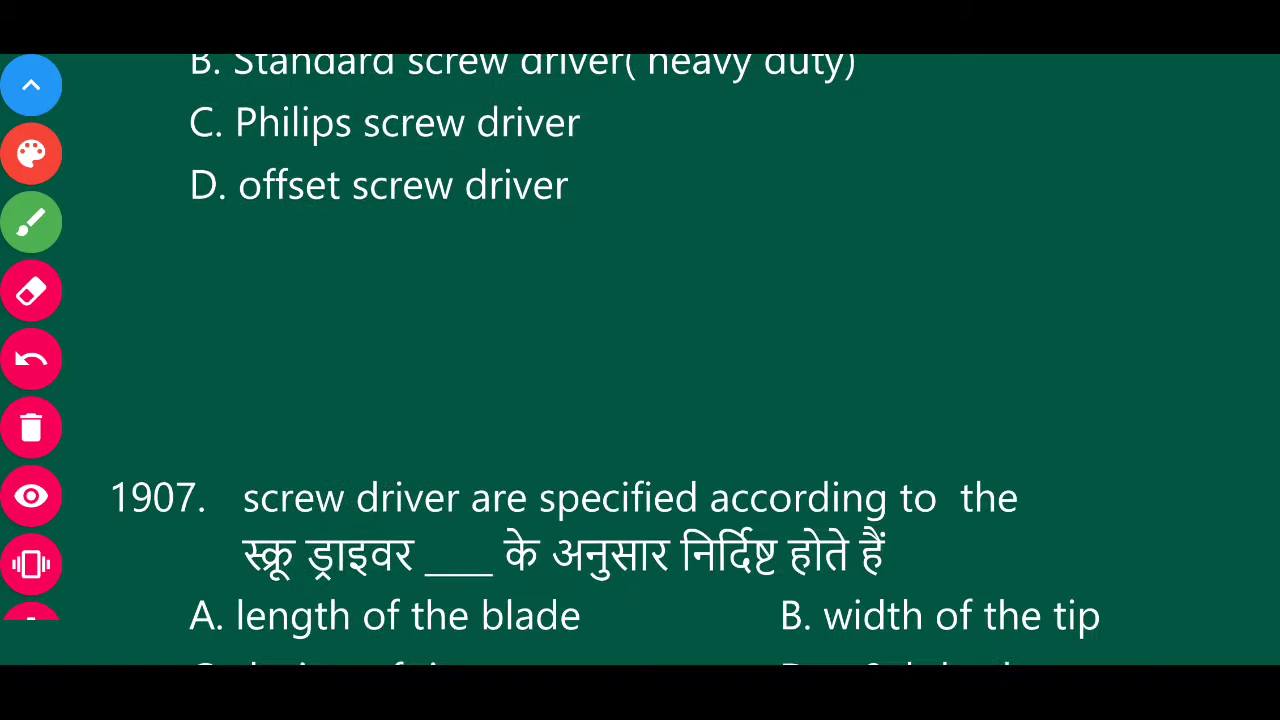 B. Standard screw driver( heavy duty)
C. Philips screw driver
D. offset screw driver
1907. screw driver are specified according to the
स्क्रू ड्राइवर ____ के अनुसार निर्दिष्ट होते हैं
A. length of the blade B. width of the tip